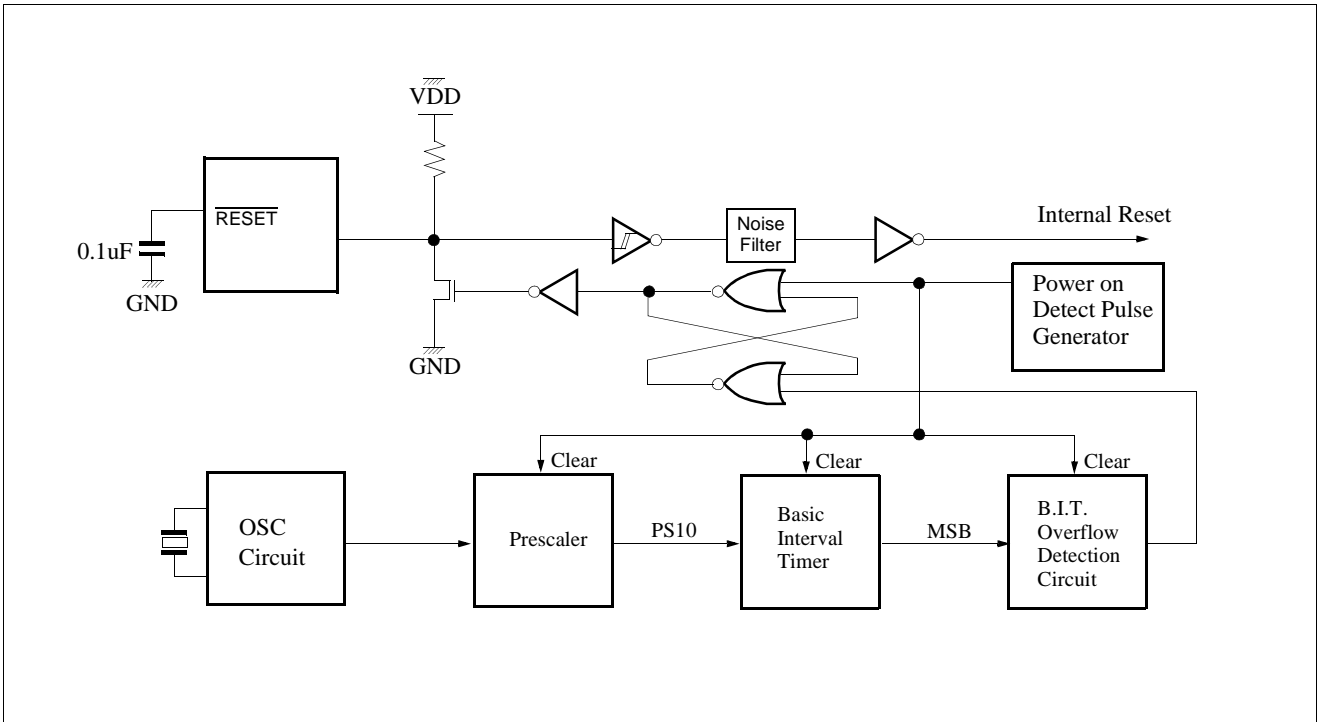 VDD
RESET
0.1uF
GND
GND
Noise
Filter
Internal Reset
Power on
Detect Pulse
Generator
Clear
Clear
Clear
OSC
Circuit
Prescaler
PS10
Basic
Interval
Timer
MSB
B.I.T.
Overflow
Detection
Circuit